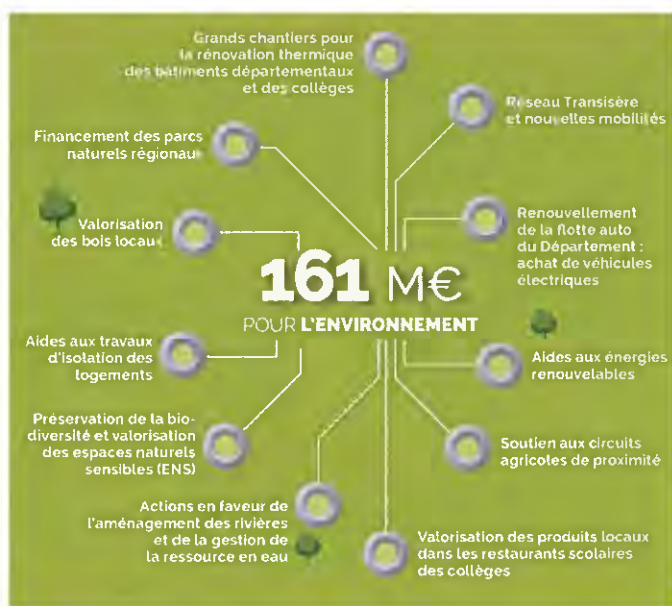 Grands chantiers pour
la rénovation thermique
des bâtiments départementaux
et des collèges
Réseau Transisère
et nouvelles mobilités
Financement des parcs
naturels régionaux
Valorisation
des bois locaux
Renouvellement
de la flotte auto
du Département :
achat de véhicules
électriques
161 M€
POUR L'ENVIRONNEMENT
Aides aux travaux
d'isolation des
logements
Aides aux énergies
renouvelables
Préservation de la bio-
diversité et valorisation
des espaces naturels
sensibles (ENS)
Soutien aux circuits
agricoles de proximité
Actions en faveur de
l'aménagement des rivières
et de la gestion de
la ressource en eau
Valorisation des produits locaux
dans les restaurants scolaires
des collèges